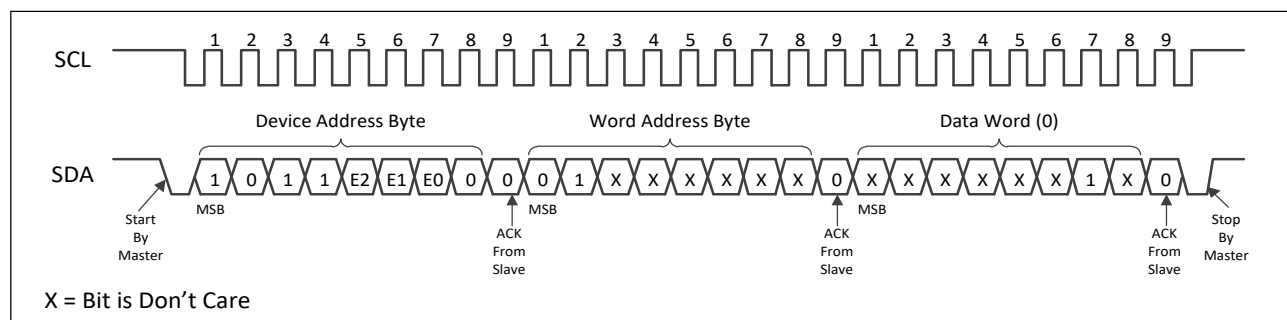 1 2 3 4 5 6 7 8 9 1 2 3 4 5 6 7 8 9 1 2 3 4 5 6 7 8 9
SCL
Device Address Byte Word Address Byte Data Word (0)
SDA 1 0 1 1 E2 E1 E0 0 0 0 1 X X X X X X 0 X X X X X X 1 X 0
MSB MSB MSB
Start
By
Master
ACK
From
Slave
ACK
From
Slave
ACK
From
Slave
Stop
By
Master
X = Bit is Don’t Care